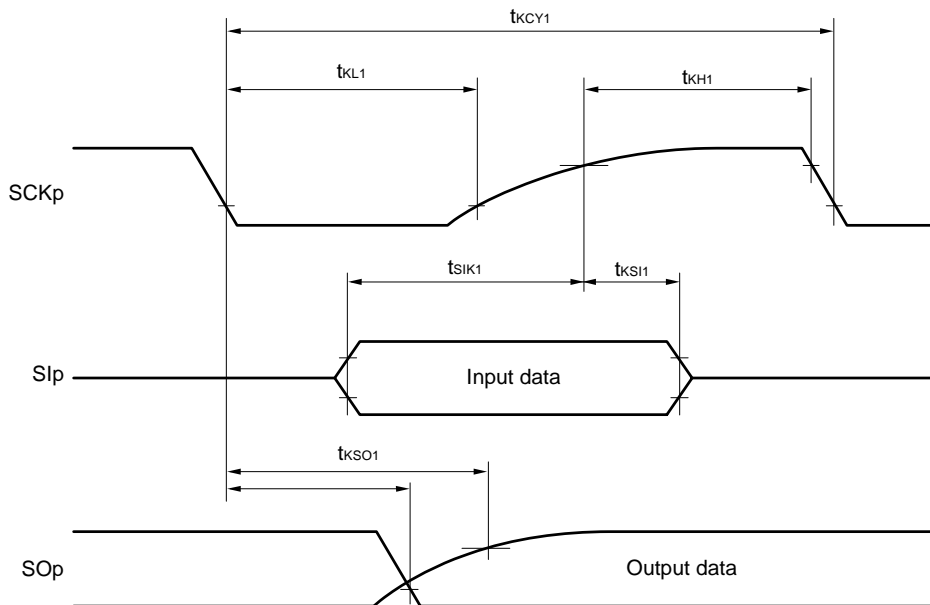 tKCY1
tKL1
tKH1
SCKp
tSIK1
tKSI1
SIp
Input data
tKSO1
SOp
Output data